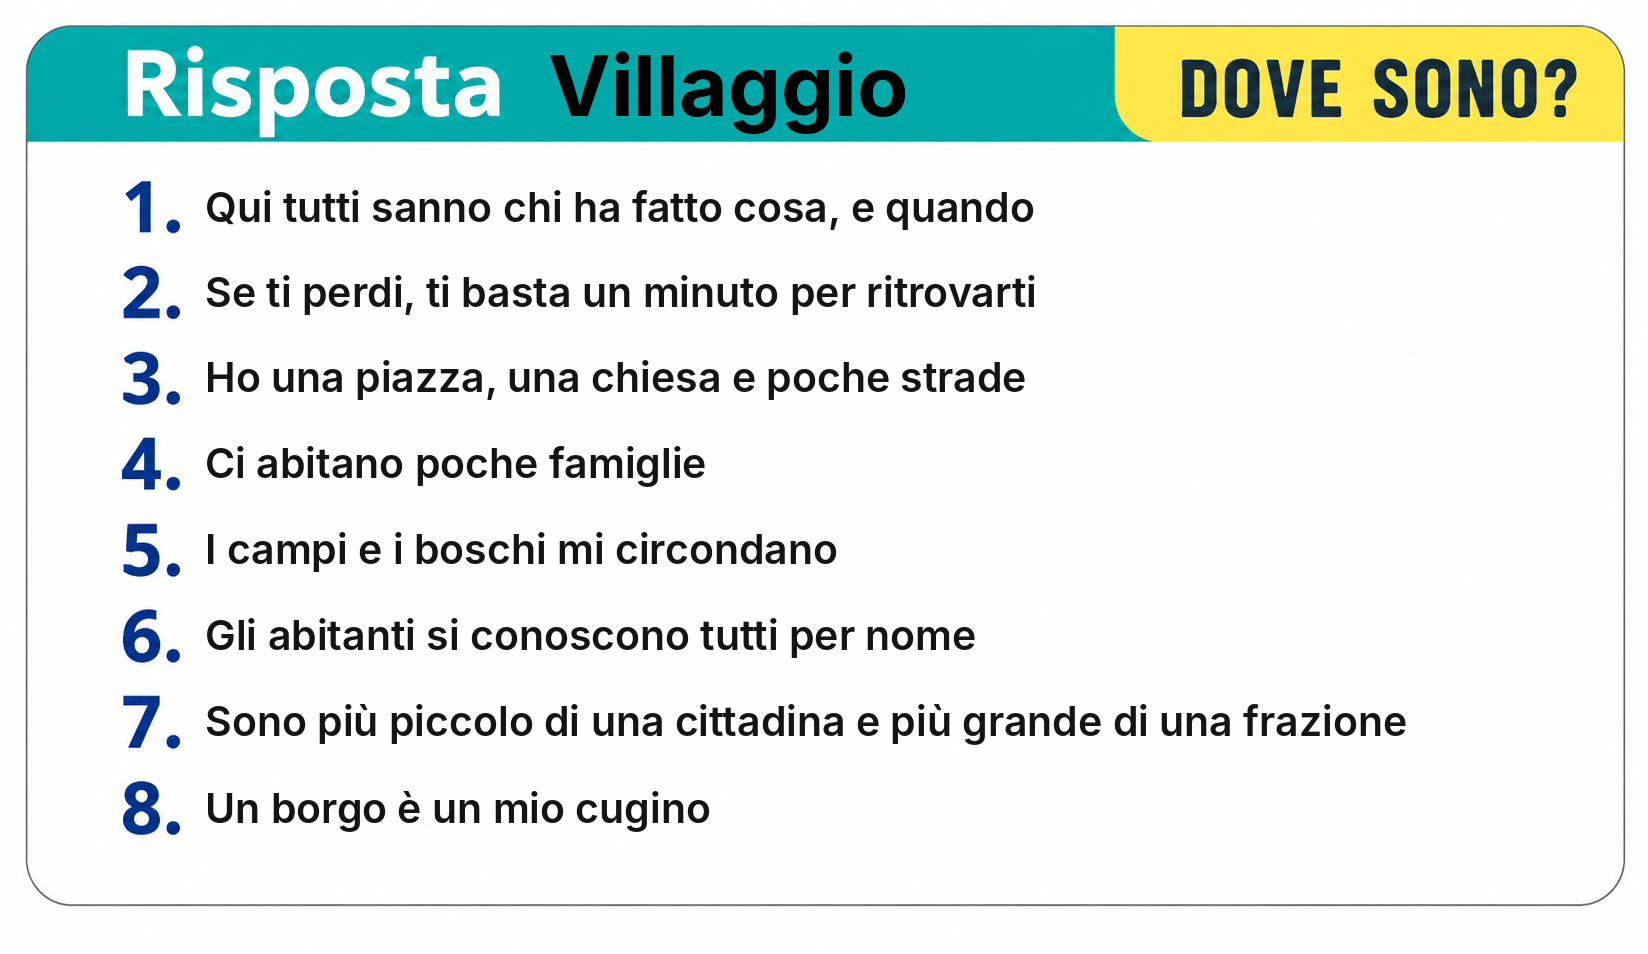 Risposta Villaggio
DOVE SONO?
1. Qui tutti sanno chi ha fatto cosa, e quando
2. Se ti perdi, ti basta un minuto per ritrovarti
3. Ho una piazza, una chiesa e poche strade
4. Ci abitano poche famiglie
5. I campi e i boschi mi circondano
6. Gli abitanti si conoscono tutti per nome
7. Sono più piccolo di una cittadina e più grande di una frazione
8. Un borgo è un mio cugino